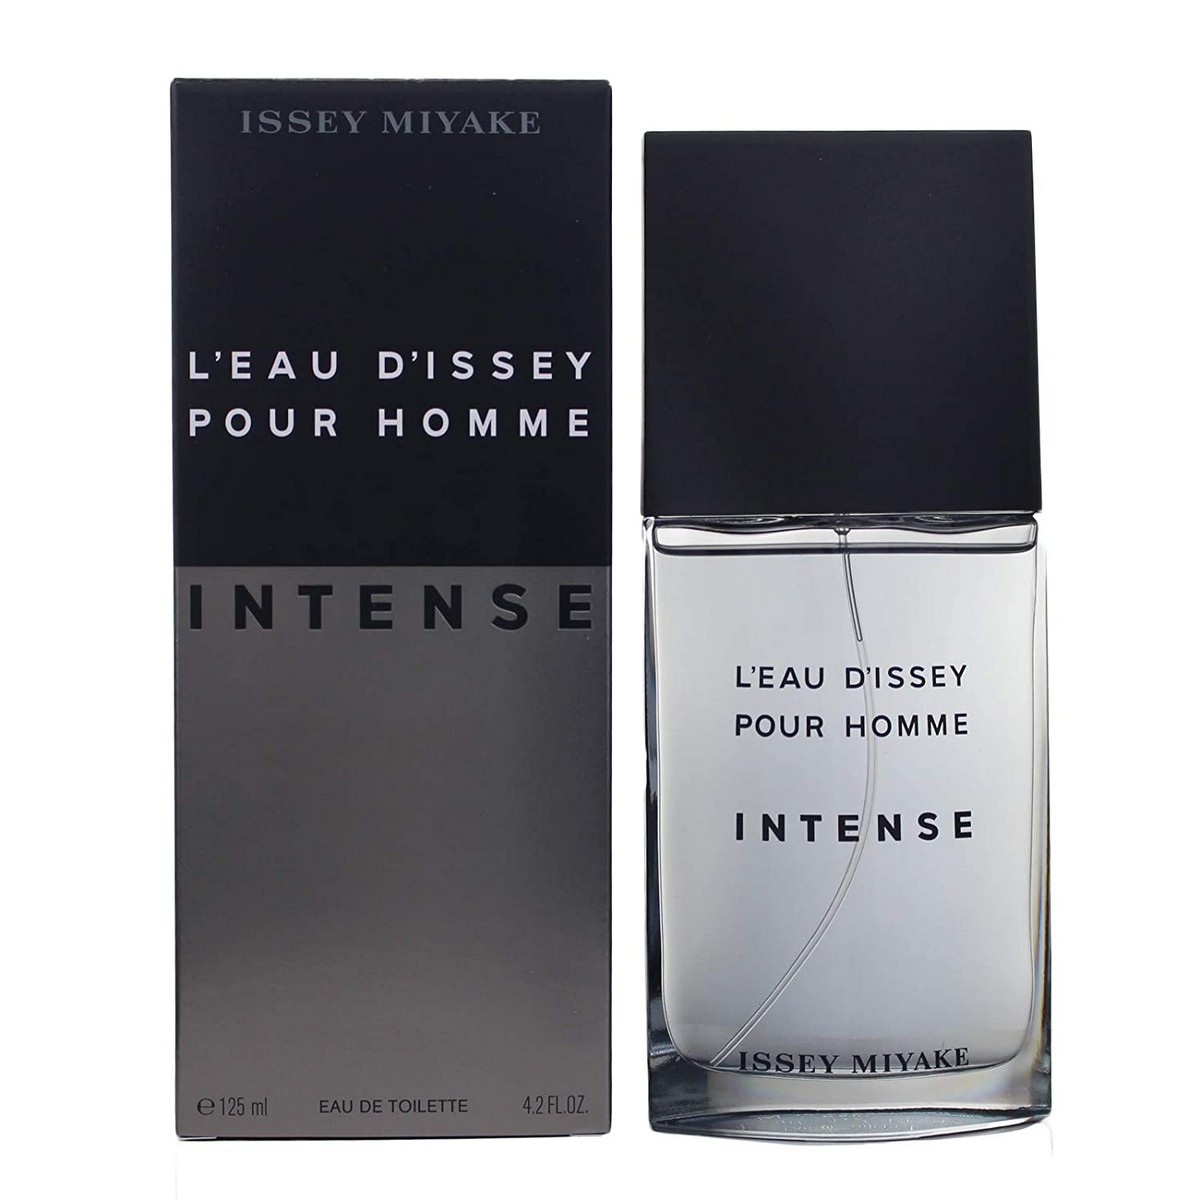 ISSEY MIYAKE
L'EAU D'ISSEY
POUR HOMME
INTENSE
℮ 125 ml EAU DE TOILETTE 4.2 FL.OZ.
L'EAU D'ISSEY
POUR HOMME
INTENSE
ISSEY MIYAKE